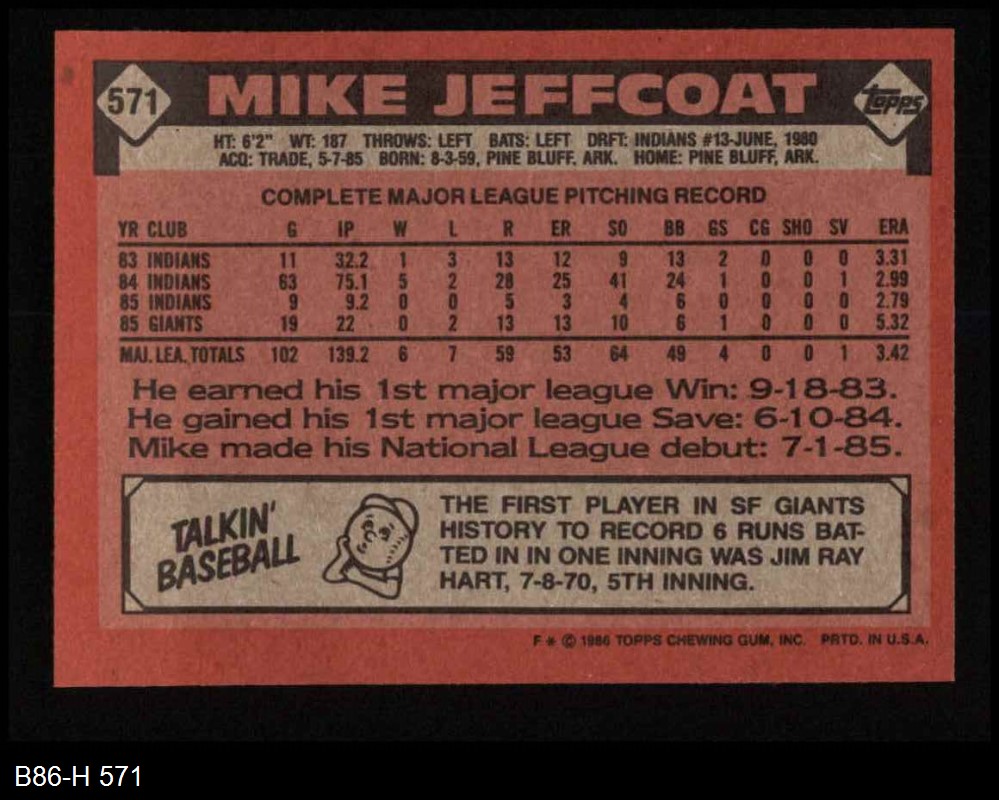 571 MIKE JEFFCOAT Topps
HT: 6'2" WT: 187 THROWS: LEFT BATS: LEFT DRFT: INDIANS #13-JUNE, 1980
ACQ: TRADE, 5-7-85 BORN: 8-3-59, PINE BLUFF, ARK. HOME: PINE BLUFF, ARK.
COMPLETE MAJOR LEAGUE PITCHING RECORD
YR CLUB G IP W L R ER SO BB GS CG SHO SV ERA
83 INDIANS 11 32.2 1 3 13 12 9 13 2 0 0 0 3.31
84 INDIANS 63 75.1 5 2 28 25 41 24 1 0 0 1 2.99
85 INDIANS 9 9.2 0 0 5 3 4 6 0 0 0 0 2.79
85 GIANTS 19 22 0 2 13 13 10 6 1 0 0 0 5.32
MAJ. LEA. TOTALS 102 139.2 6 7 59 53 64 49 4 0 0 1 3.42
He earned his 1st major league Win: 9-18-83.
He gained his 1st major league Save: 6-10-84.
Mike made his National League debut: 7-1-85.
TALKIN'
BASEBALL
THE FIRST PLAYER IN SF GIANTS
HISTORY TO RECORD 6 RUNS BAT-
TED IN IN ONE INNING WAS JIM RAY
HART, 7-8-70, 5TH INNING.
F * © 1986 TOPPS CHEWING GUM, INC. PRTD. IN U.S.A.
B86-H 571